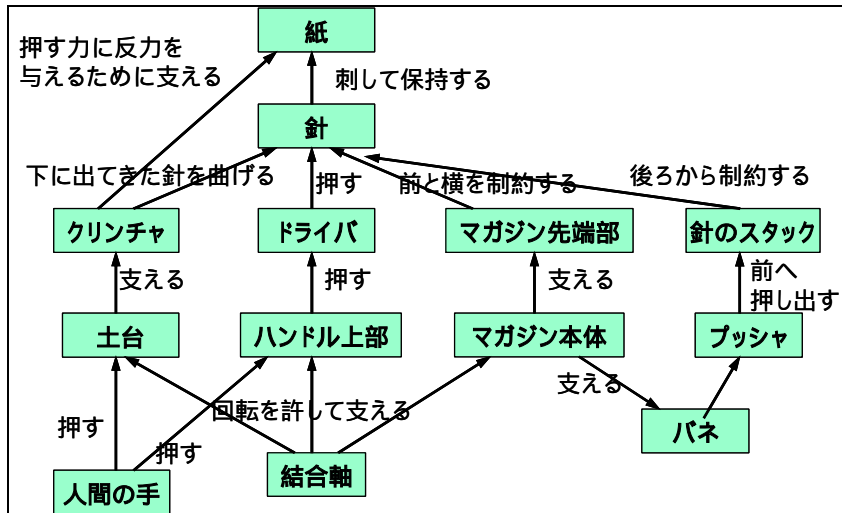 紙
押す力に反力を
与えるために支える
刺して保持する
針
下に出てきた針を曲げる
押す
前と横を制約する
後ろから制約する
クリンチャ
ドライバ
マガジン先端部
針のスタック
支える
押す
支える
前へ
押し出す
土台
ハンドル上部
マガジン本体
プッシャ
支える
押す
押す
回転を許して支える
バネ
人間の手
結合軸